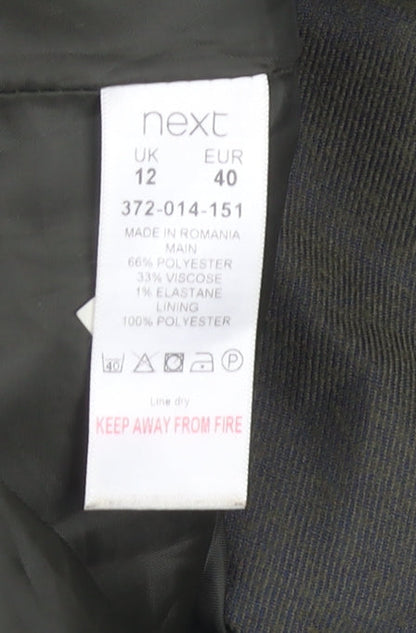 next
UK EUR
12 40
372-014-151
MADE IN ROMANIA
MAIN
66% POLYESTER
33% VISCOSE
1% ELASTANE
LINING
100% POLYESTER
40 P
Line dry
KEEP AWAY FROM FIRE